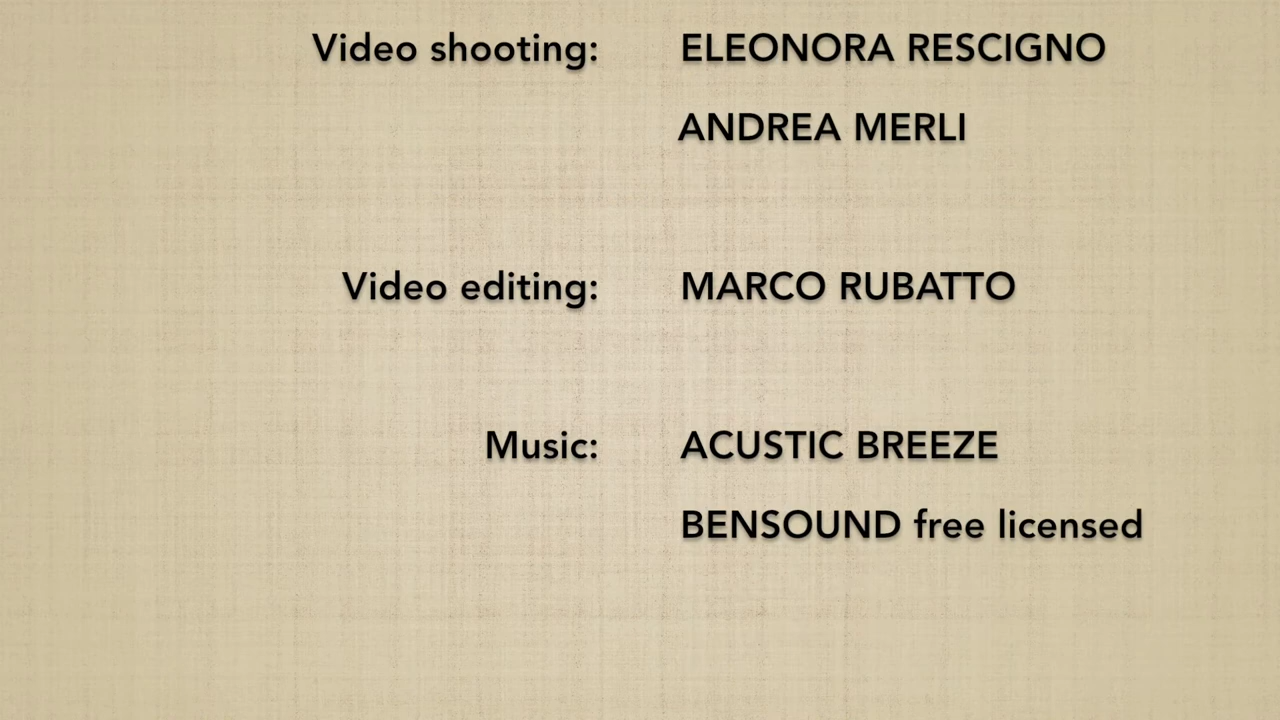 Video shooting: ELEONORA RESCIGNO
ANDREA MERLI
Video editing: MARCO RUBATTO
Music: ACUSTIC BREEZE
BENSOUND free licensed